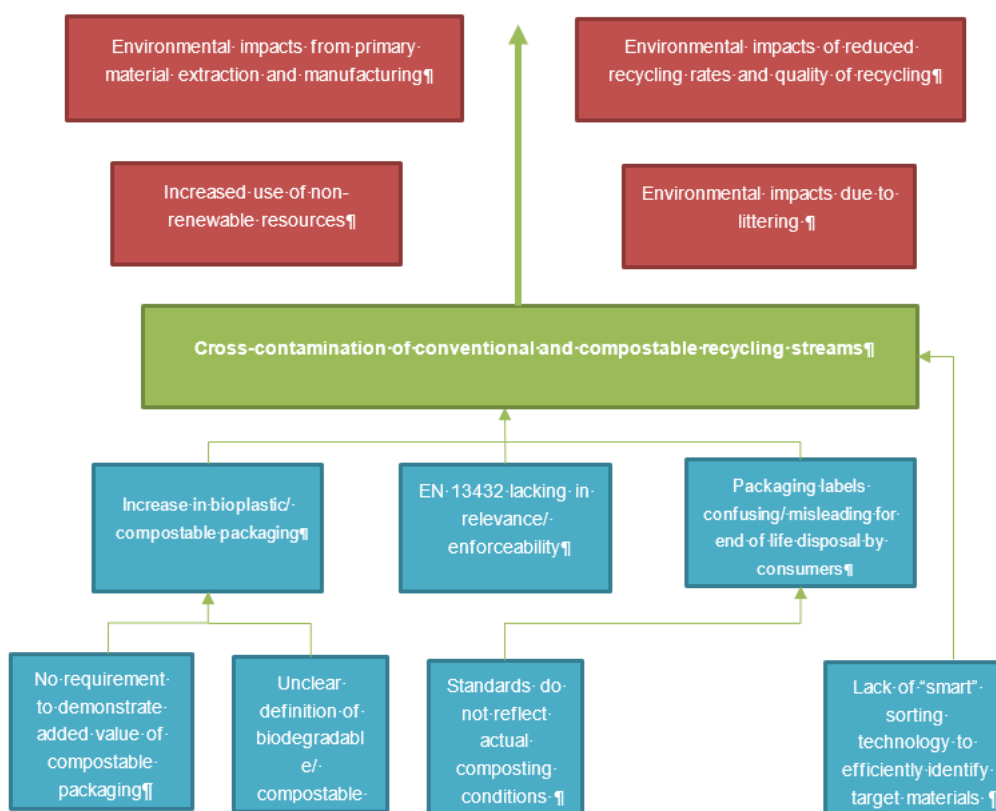 Environmental· impacts· from· primary·
material· extraction· and· manufacturing¶
Environmental· impacts· of· reduced·
recycling· rates· and· quality· of· recycling¶
Increased· use· of· non-
renewable· resources¶
Environmental· impacts· due· to·
littering· ¶
Cross-contamination·of·conventional·and·compostable·recycling·streams¶
Increase·in·bioplastic/·
compostable·packaging¶
EN· 13432· lacking· in·
relevance/·
enforceability¶
Packaging· labels·
confusing/·misleading·for·
end·of·life·disposal·by·
consumers¶
No·requirement·
to·demonstrate·
added·value·of·
compostable·
packaging¶
Unclear·
definition·of·
biodegradabl
e/·
compostable·
Standards· do·
not·reflect·
actual·
composting·
conditions·¶
Lack·of·“smart”·
sorting·
technology·to·
efficiently·identify·
target·materials·¶